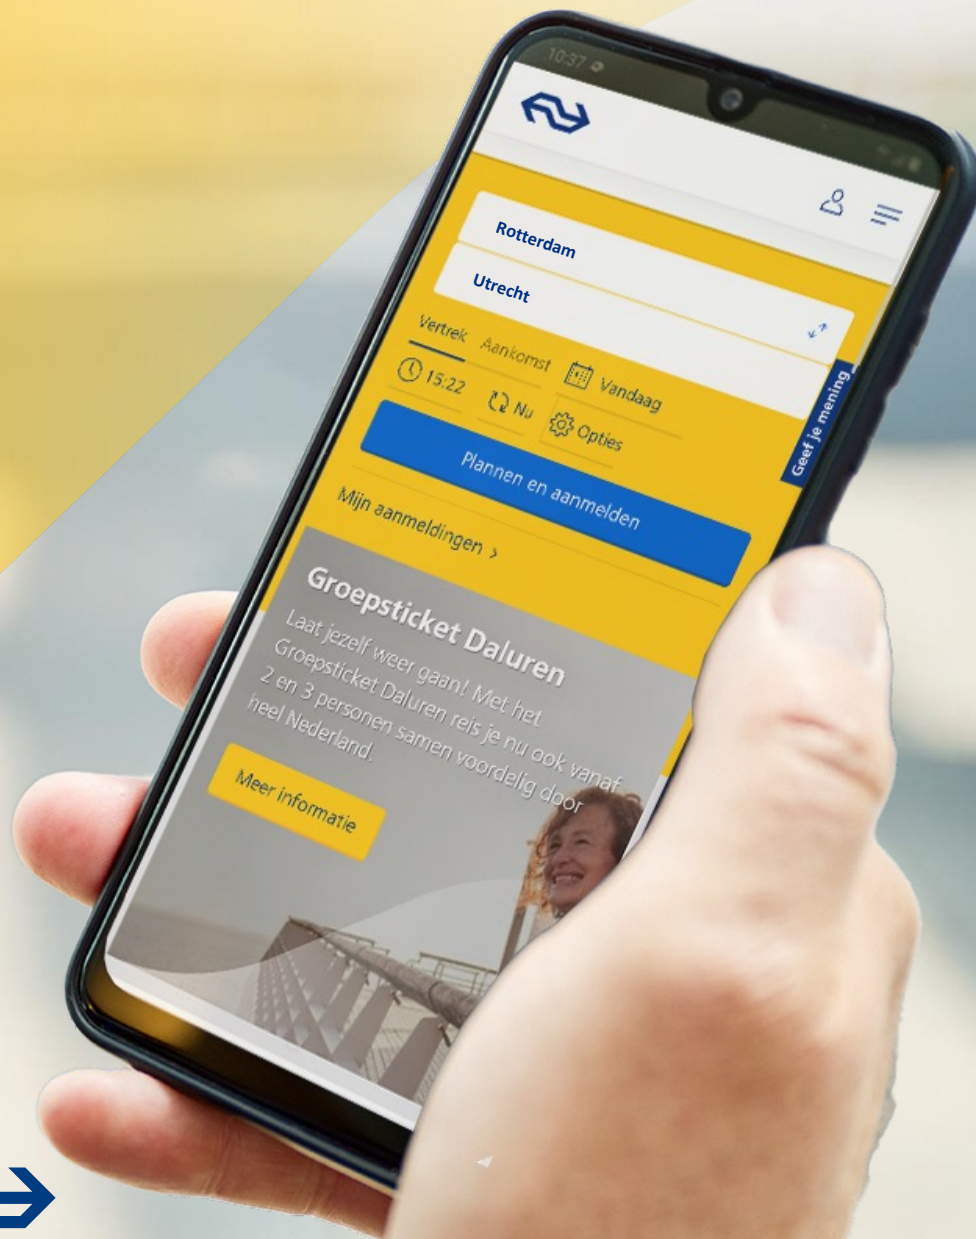 10:37
Rotterdam
Utrecht
Vertrek Aankomst Vandaag
15:22 Nu Opties
Geef je mening
Plannen en aanmelden
Mijn aanmeldingen >
Groepsticket Daluren
Laat jezelf weer gaan! Met het
Groepsticket Daluren reis je nu ook vanaf
2 en 3 personen samen voordelig door
heel Nederland.
Meer informatie